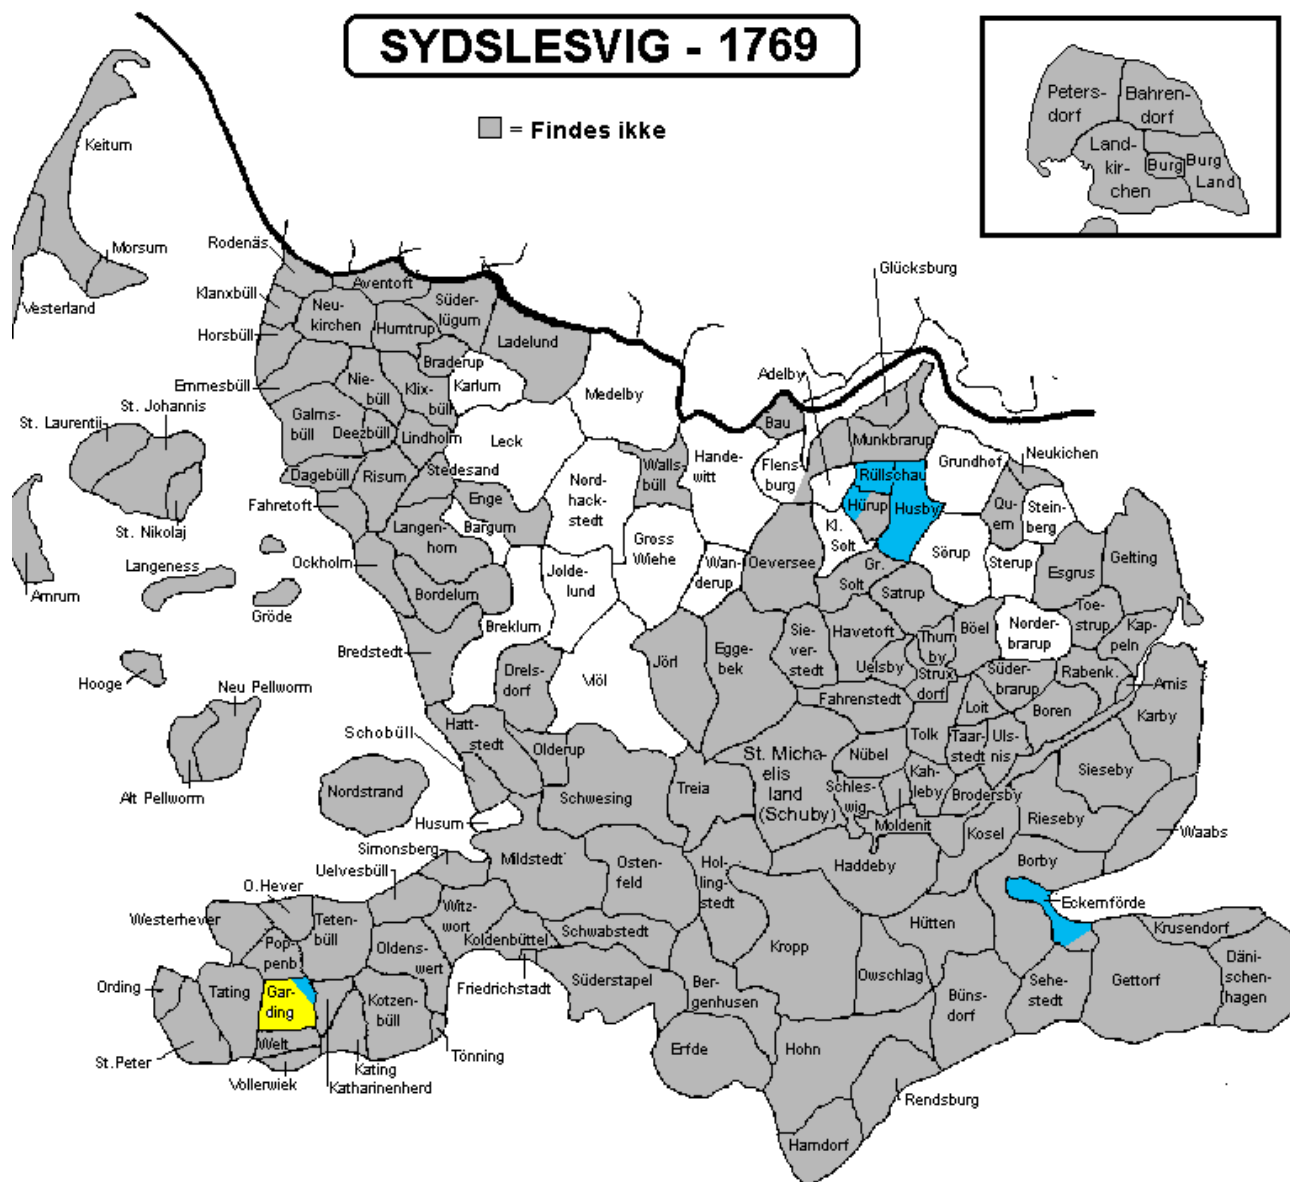 SYDSLESVIG - 1769
= Findes ikke
Peters-
dorf
Bahren-
dorf
Land-
kir-
chen
Burg
Burg
Land
Keitum
Morsum
Vesterland
Rodenäs
Klanxbüll
Horsbüll
Emmesbüll
Aventoft
Neu-
kirchen
Humtrup
Süder-
lügum
Ladelund
Braderup
Karlum
Nie-
büll
Klix-
büll
Galms-
büll
Deezbüll
Lindholm
Leck
Medelby
Adelby
Glücksburg
Bau
Munkbrarup
St. Laurentii
St. Johannis
St. Nikolaj
Amrum
Dagebüll
Risum
Stedesand
Enge
Fahretoft
Langen-
horn
Bargum
Nord-
hack-
stedt
Walls-
büll
Hande-
witt
Flens-
burg
Rüllschau
Hürup
Husby
Grundhof
Neukichen
Qu-
ern
Stein-
berg
Kl.
Solt
Sörup
Sterup
Gelting
Esgrus
Langeness
Gröde
Ockholm
Bordelum
Joldelund
Gross
Wiehe
Wan-
derup
Oeversee
Gr.
Solt
Satrup
Toe-
strup
Kap-
peln
Breklum
Bredstedt
Hooge
Neu Pellworm
Alt Pellworm
Drels-
dorf
Viöl
Jörl
Egge-
bek
Sie-
ver-
stedt
Havetoft
Uelsby
Thum
by
Strux
dorf
Böel
Norder-
brarup
Süder-
brarup
Rabenk.
Arnis
Karby
Fahrenstedt
Loit
Boren
Tolk
Taar-
stedt
Uls-
nis
Schobüll
Hatt-
stedt
Olderup
Nordstrand
Husum
Schwesing
Treia
St. Micha-
elis
land
(Schuby)
Nübel
Schles-
wig
Kah-
leby
Moldenit
Brodersby
Sieseby
Rieseby
Waabs
Kosel
Borby
Simonsberg
Uelvesbüll
Mildstedt
Osten-
feld
Hol-
ling-
stedt
Haddeby
Eckernförde
O.Hever
Westerhever
Teten-
büll
Witz-
wort
Koldenbüttel
Schwabstedt
Kropp
Hütten
Krusendorf
Pop-
penb
Oldens-
wert
Friedrichstadt
Süderstapel
Ber-
genhusen
Owschlag
Büns-
dorf
Sehe-
stedt
Gettorf
Däni-
schen-
hagen
Ording
Tating
Gar-
ding
Kotzen-
büll
St.Peter
Welt
Vollerwiek
Kating
Katharinenherd
Tönning
Erfde
Hohn
Rendsburg
Hamdorf